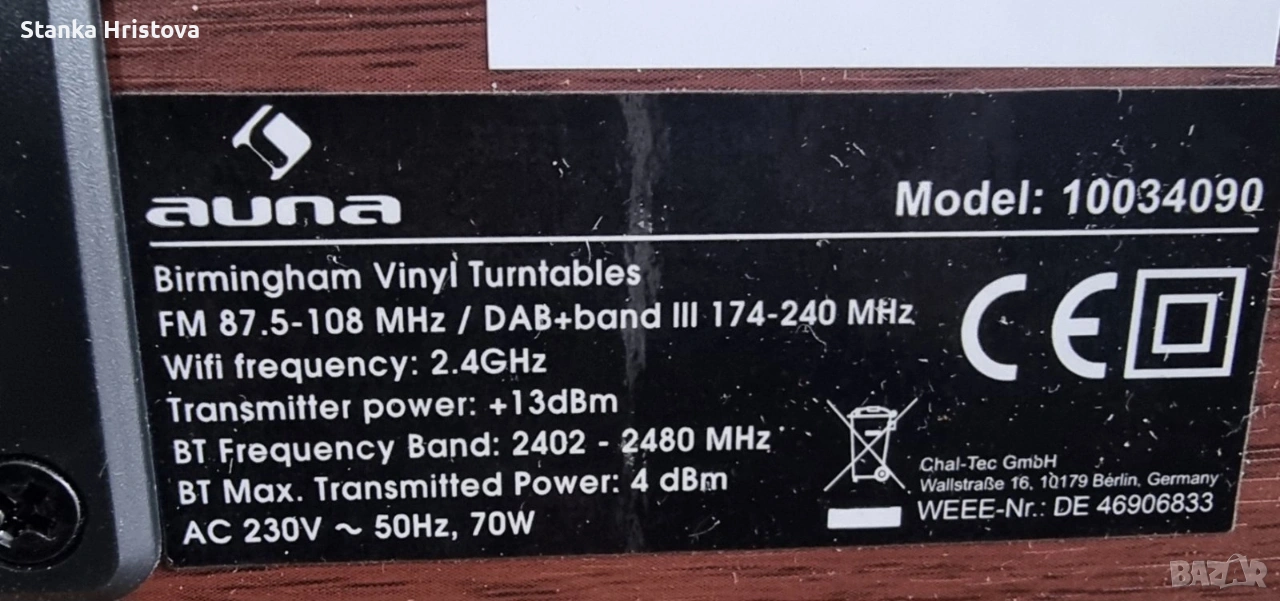 Stanka Hristova
auna
Model: 10034090
Birmingham Vinyl Turntables
FM 87.5-108 MHz / DAB+band III 174-240 MHz
Wifi frequency: 2.4GHz
Transmitter power: +13dBm
BT Frequency Band: 2402 - 2480 MHz
BT Max. Transmitted Power: 4 dBm
AC 230V ~ 50Hz, 70W
CE
Chal-Tec GmbH
Wallstraße 16, 10179 Berlin, Germany
WEEE-Nr.: DE 46906833
BAZAR